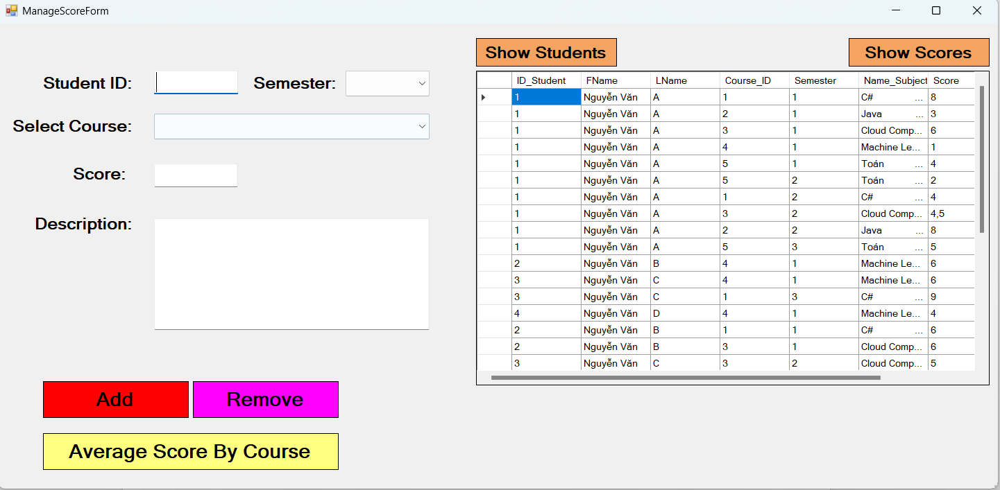 ManageScoreForm
Show Students Show Scores
Student ID: Semester:
Select Course:
Score:
Description:
Add Remove
Average Score By Course
ID_Student FName LName Course_ID Semester Name_Subject Score
1 Nguyễn Văn A 1 1 C# ... 8
1 Nguyễn Văn A 2 1 Java ... 3
1 Nguyễn Văn A 3 1 Cloud Comp... 6
1 Nguyễn Văn A 4 1 Machine Le... 1
1 Nguyễn Văn A 5 1 Toán ... 4
1 Nguyễn Văn A 5 2 Toán ... 2
1 Nguyễn Văn A 1 2 C# ... 4
1 Nguyễn Văn A 3 2 Cloud Comp... 4,5
1 Nguyễn Văn A 2 2 Java ... 8
1 Nguyễn Văn A 5 3 Toán ... 5
2 Nguyễn Văn B 4 1 Machine Le... 6
3 Nguyễn Văn C 4 1 Machine Le... 6
3 Nguyễn Văn C 1 3 C# ... 9
4 Nguyễn Văn D 4 1 Machine Le... 4
2 Nguyễn Văn B 1 1 C# ... 6
2 Nguyễn Văn B 3 1 Cloud Comp... 6
3 Nguyễn Văn C 3 2 Cloud Comp... 5